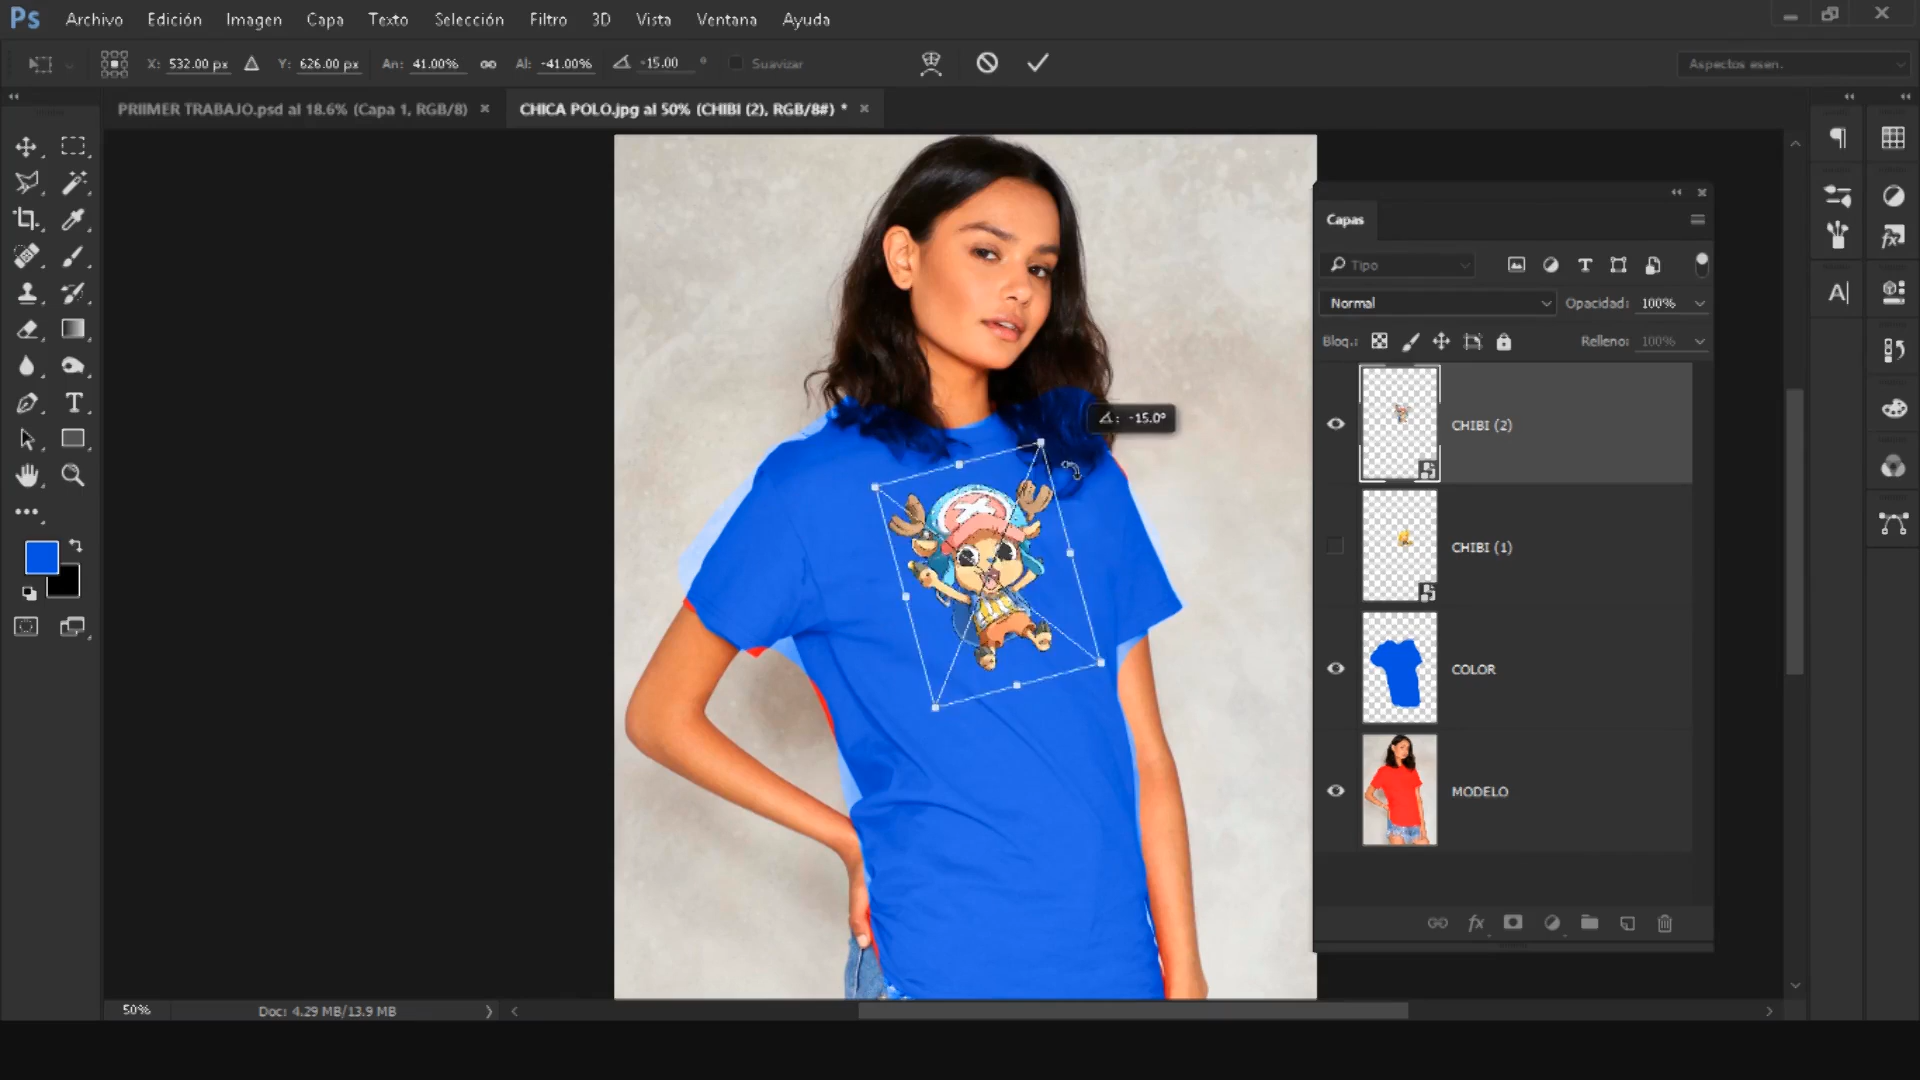 Ps Archivo Edición Imagen Capa Texto Selección Filtro 3D Vista Ventana Ayuda
X: 532.00 px Y: 626.00 px An: 41.00% Al: -41.00% -15.00 ° Suavizar Aspectos esen.
PRIIMER TRABAJO.psd al 18.6% (Capa 1, RGB/8) × CHICA POLO.jpg al 50% (CHIBI (2), RGB/8#) * ×
Capas
Tipo
Normal Opacidad: 100%
Bloq.: Relleno: 100%
-15.0°
CHIBI (2)
CHIBI (1)
COLOR
MODELO
fx
50% Doc: 4.29 MB/13.9 MB